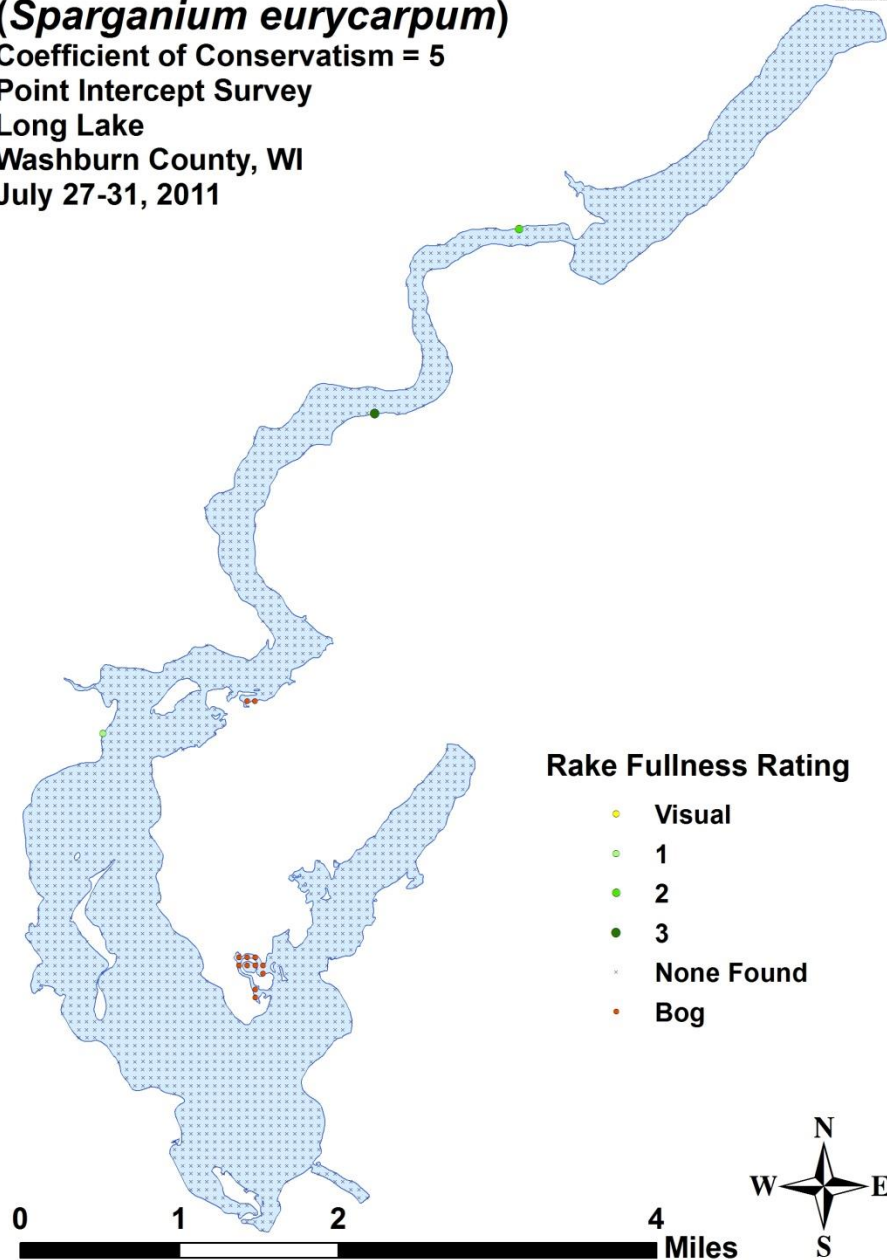 (Sparganium eurycarpum)
Coefficient of Conservatism = 5
Point Intercept Survey
Long Lake
Washburn County, WI
July 27-31, 2011
Rake Fullness Rating
Visual
1
2
3
None Found
Bog
N
W E
S
0 1 2 4
Miles